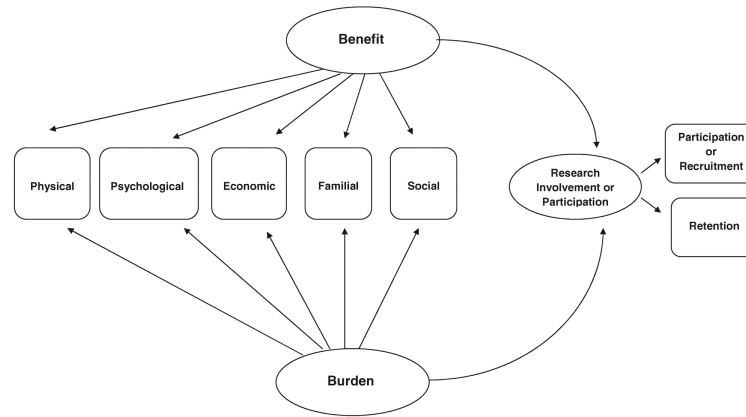 Benefit
Physical
Psychological
Economic
Familial
Social
Research
Involvement or
Participation
Participation
or
Recruitment
Retention
Burden